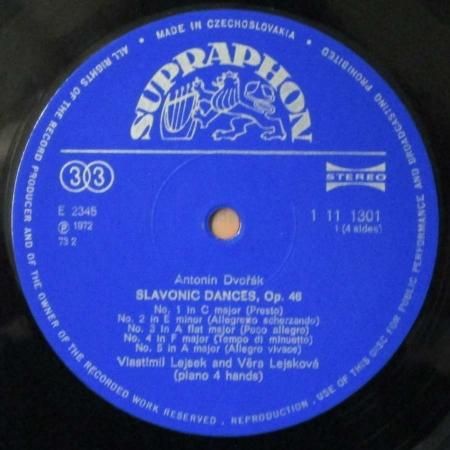 MADE IN CZECHOSLOVAKIA
ALL RIGHTS OF THE RECORD PRODUCER AND OF THE OWNER OF THE RECORDED WORK RESERVED . REPRODUCTION . USE OF THIS DISC FOR PUBLIC PERFORMANCE AND BROADCASTING PROHIBITED
SUPRAPHON
33
STEREO
E 2345
℗ 1972
73 2
1 11 1301
1 (4 sides)
Antonín Dvořák
SLAVONIC DANCES, Op. 46
No. 1 in C major (Presto)
No. 2 in E minor (Allegrezo scherzando)
No. 3 in A flat major (Poco allegro)
No. 4 in F major (Tempo di minuetto)
No. 5 in A major (Allegro vivace)
Vlastimil Lejsek and Věra Lejsková
(piano 4 hands)